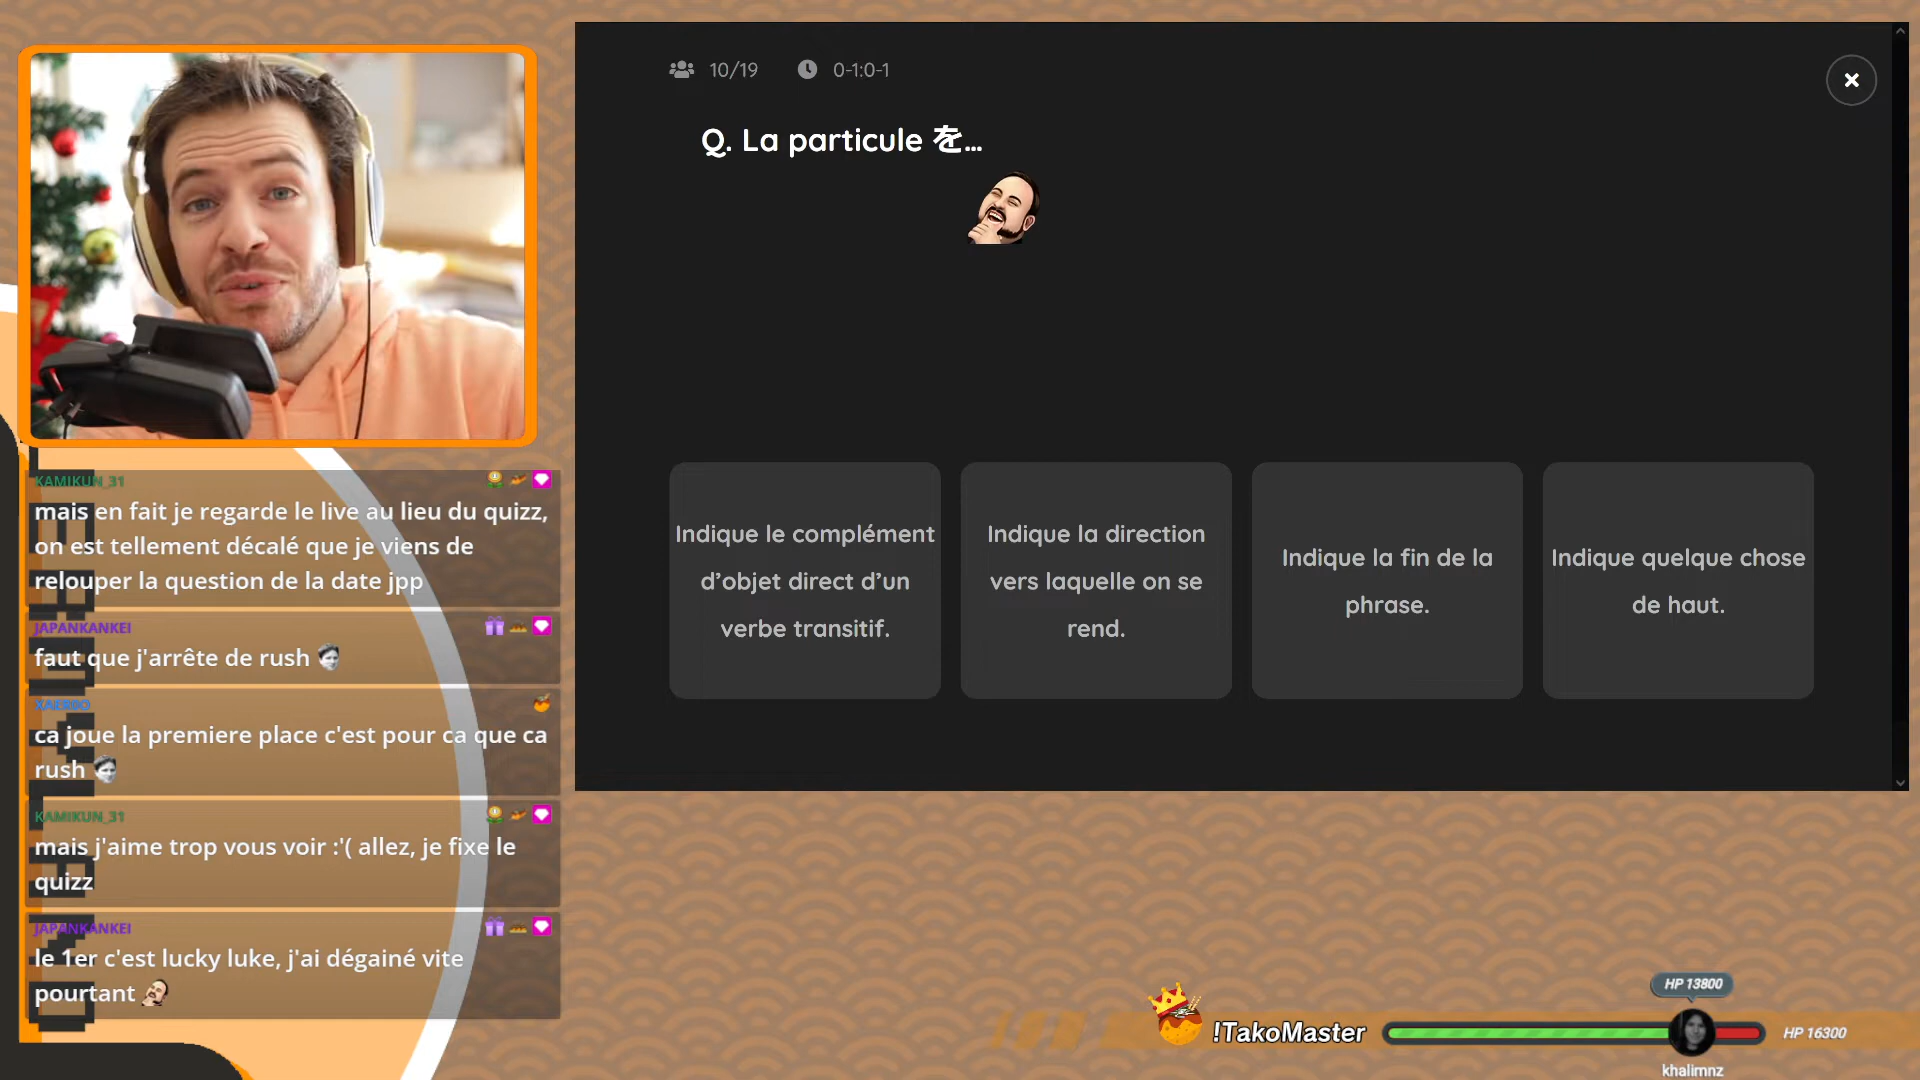 10/19
0-1:0-1
Q. La particule を...
Indique le complément
d’objet direct d’un
verbe transitif.
Indique la direction
vers laquelle on se
rend.
Indique la fin de la
phrase.
Indique quelque chose
de haut.
KAMIKUN_31
mais en fait je regarde le live au lieu du quizz,
on est tellement décalé que je viens de
relouper la question de la date jpp
JAPANKANKEI
faut que j'arrête de rush
ca joue la premiere place c'est pour ca que ca
rush
KAMIKUN_31
mais j'aime trop vous voir :'( allez, je fixe le
quizz
JAPANKANKEI
le 1er c'est lucky luke, j'ai dégainé vite
pourtant
!TakoMaster
HP 13800
HP 16300
khalimnz